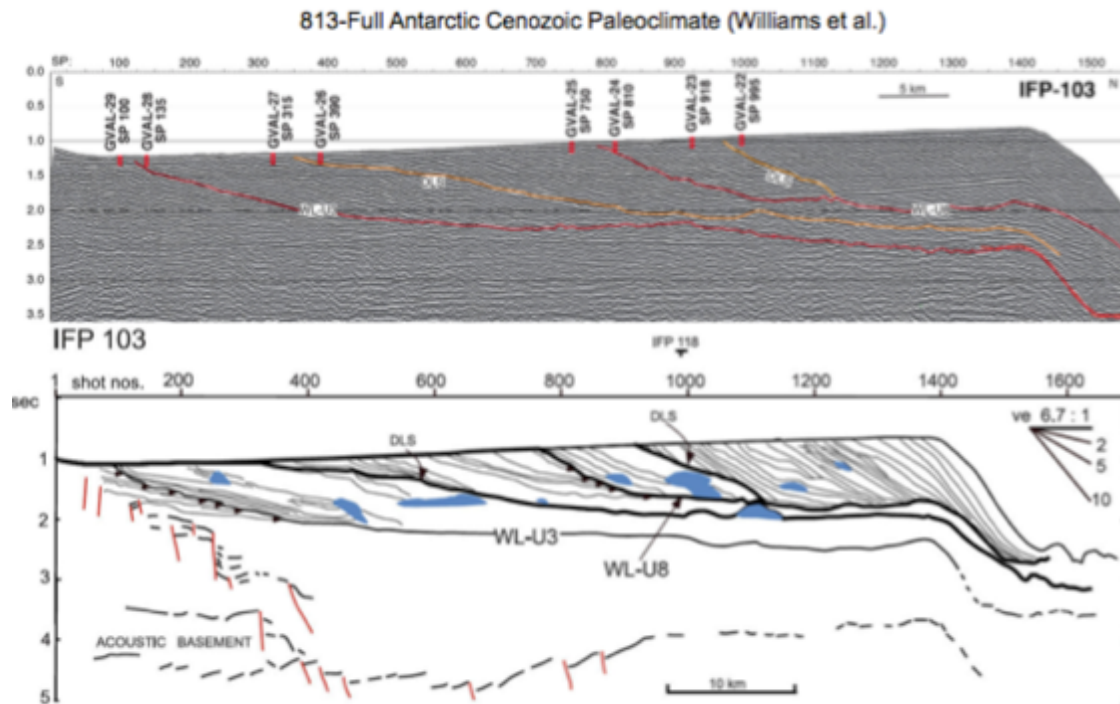 813-Full Antarctic Cenozoic Paleoclimate (Williams et al.)
SP: 100 200 300 400 500 600 700 800 900 1000 1100 1200 1300 1400 1500
0.0
S
GVAL-29 SP 100
GVAL-28 SP 135
GVAL-27 SP 315
GVAL-26 SP 390
GVAL-25 SP 750
GVAL-24 SP 810
GVAL-23 SP 918
GVAL-22 SP 995
5 km
IFP-103
N
0.5
1.0
1.5
DLS
DLS
2.0
WL-U3
WL-U8
2.5
3.0
3.5
IFP 103
IFP 118
1 shot nos. 200 400 600 800 1000 1200 1400 1600
sec
ve 6.7 : 1
DLS
DLS
2
5
10
1
2
WL-U3
WL-U8
3
4
ACOUSTIC BASEMENT
10 km
5